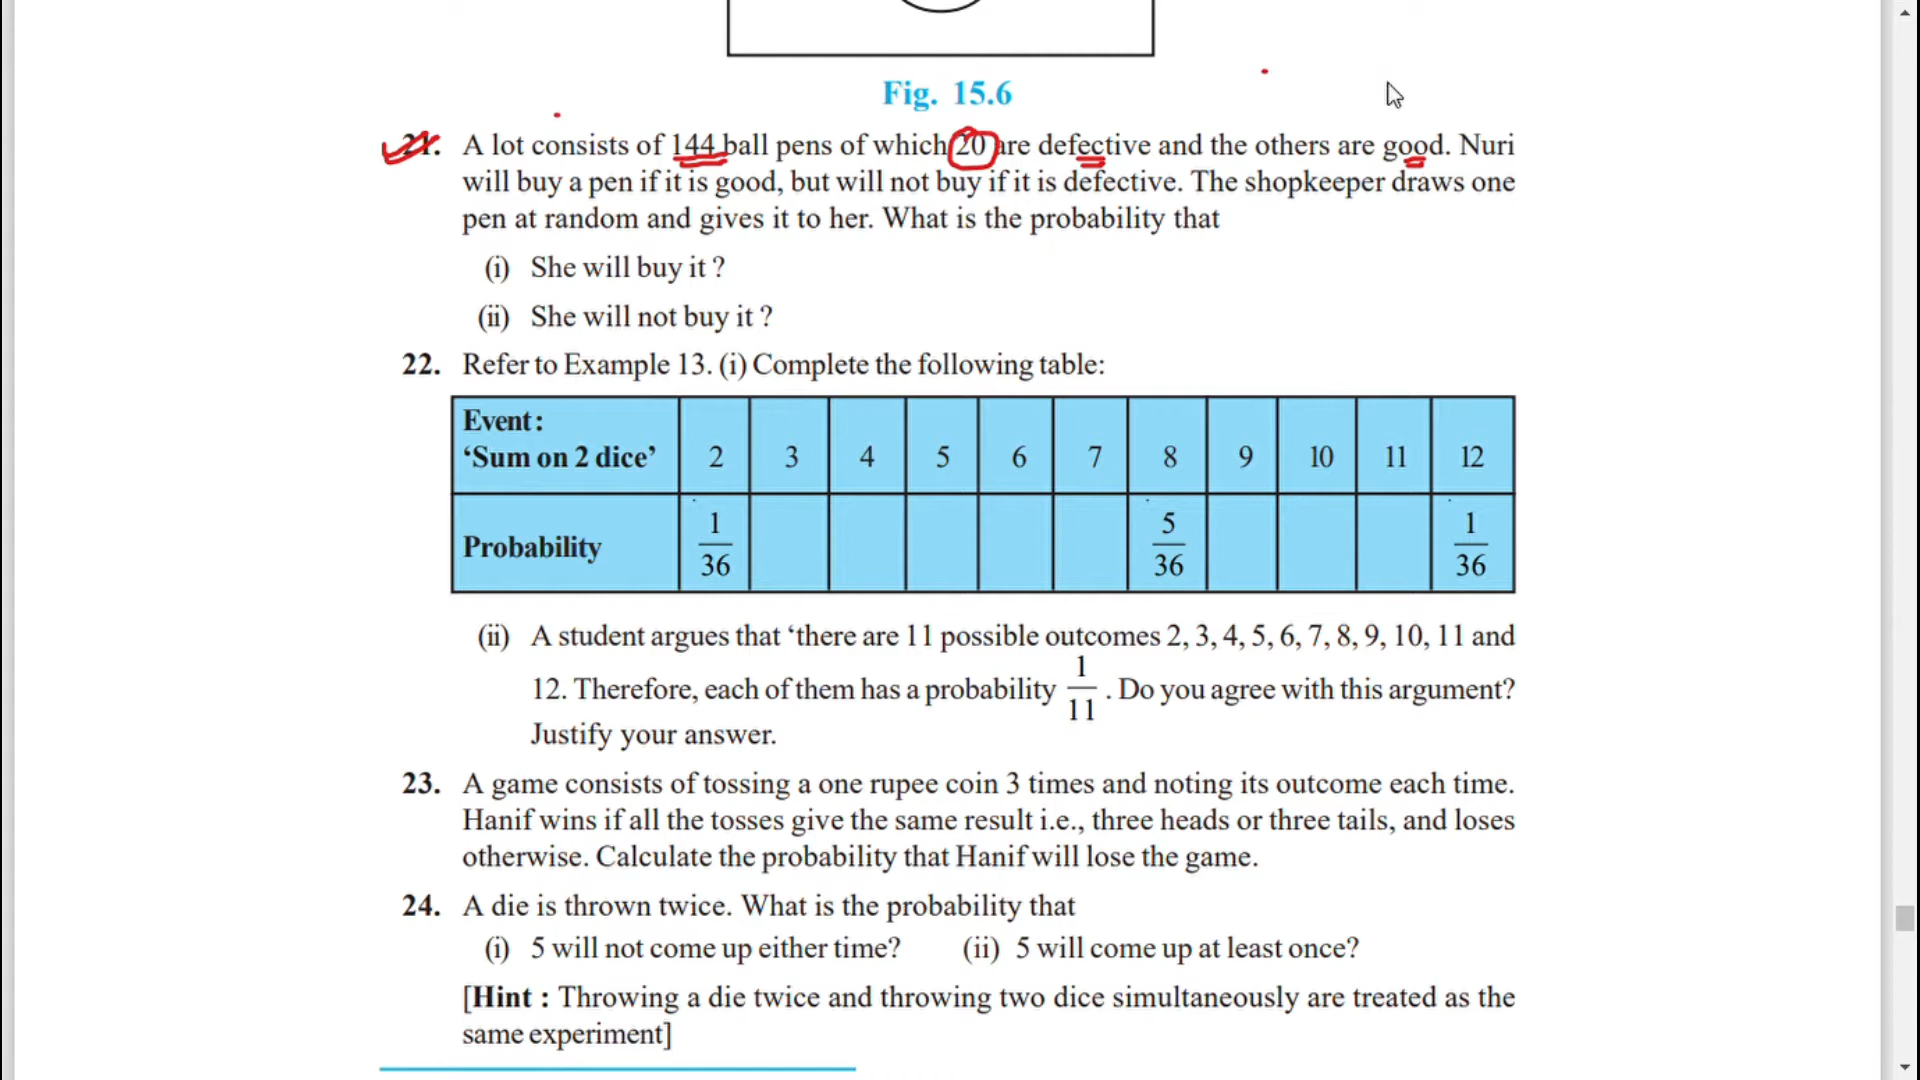 Fig. 15.6
21. A lot consists of 144 ball pens of which 20 are defective and the others are good. Nuri
will buy a pen if it is good, but will not buy if it is defective. The shopkeeper draws one
pen at random and gives it to her. What is the probability that
(i) She will buy it ?
(ii) She will not buy it ?
22. Refer to Example 13. (i) Complete the following table:
Event :
‘Sum on 2 dice’ 2 3 4 5 6 7 8 9 10 11 12
Probability 1/36 5/36 1/36
(ii) A student argues that ‘there are 11 possible outcomes 2, 3, 4, 5, 6, 7, 8, 9, 10, 11 and
12. Therefore, each of them has a probability 1/11 . Do you agree with this argument?
Justify your answer.
23. A game consists of tossing a one rupee coin 3 times and noting its outcome each time.
Hanif wins if all the tosses give the same result i.e., three heads or three tails, and loses
otherwise. Calculate the probability that Hanif will lose the game.
24. A die is thrown twice. What is the probability that
(i) 5 will not come up either time? (ii) 5 will come up at least once?
[Hint : Throwing a die twice and throwing two dice simultaneously are treated as the
same experiment]